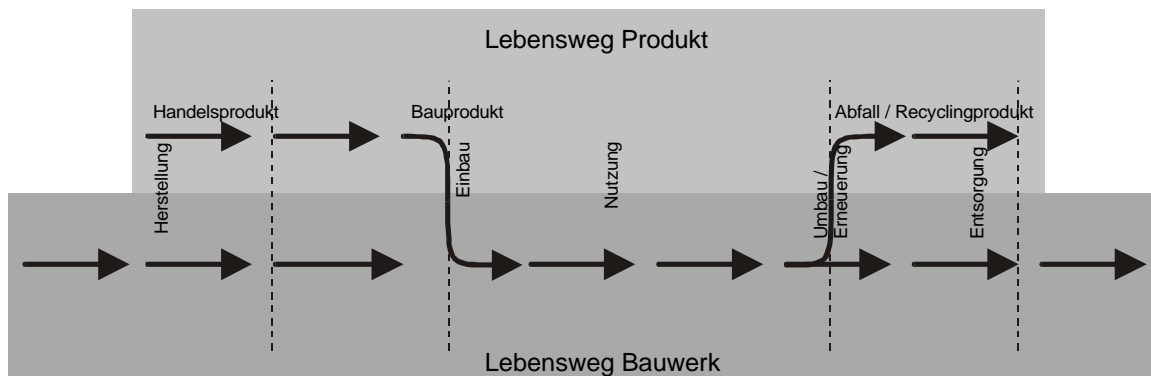 Lebensweg Produkt
Handelsprodukt
Bauprodukt
Abfall / Recyclingprodukt
Herstellung
Einbau
Nutzung
Umbau /
Erneuerung
Entsorgung
Lebensweg Bauwerk